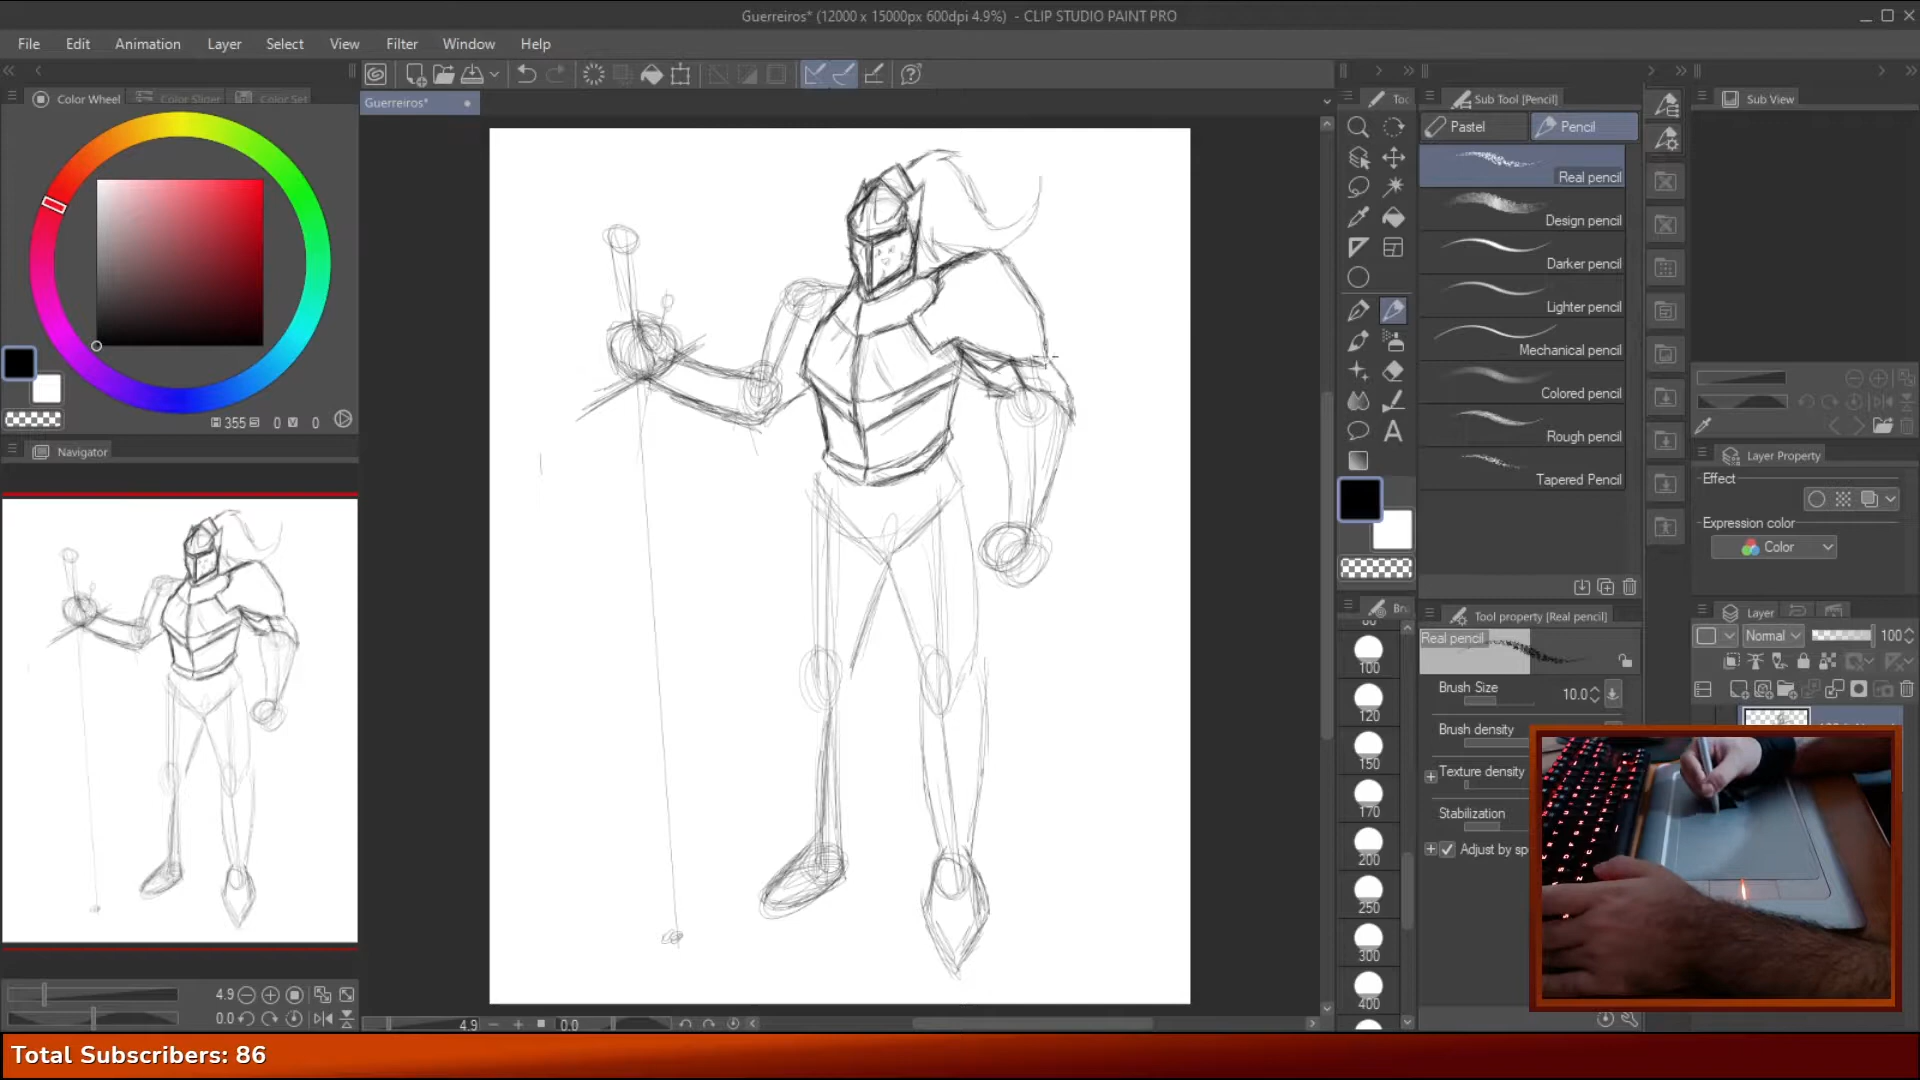 Guerreiros* (12000 x 15000px 600dpi 4.9%) - CLIP STUDIO PAINT PRO
File Edit Animation Layer Select View Filter Window Help
Color Wheel Color Slider Color Set
Guerreiros*
Sub Tool [Pencil]
Sub View
Pastel
Pencil
Real pencil
Design pencil
Darker pencil
Lighter pencil
Mechanical pencil
Colored pencil
Rough pencil
Tapered Pencil
355 0 V 0
Navigator
Layer Property
Effect
Expression color
Color
Tool property [Real pencil]
Real pencil
Layer
Normal
100
Brush Size 10.0
Brush density
Texture density
Stabilization
Adjust by sp
100
120
150
170
200
250
300
400
4.9
0.0
4.9 0.0
Total Subscribers: 86